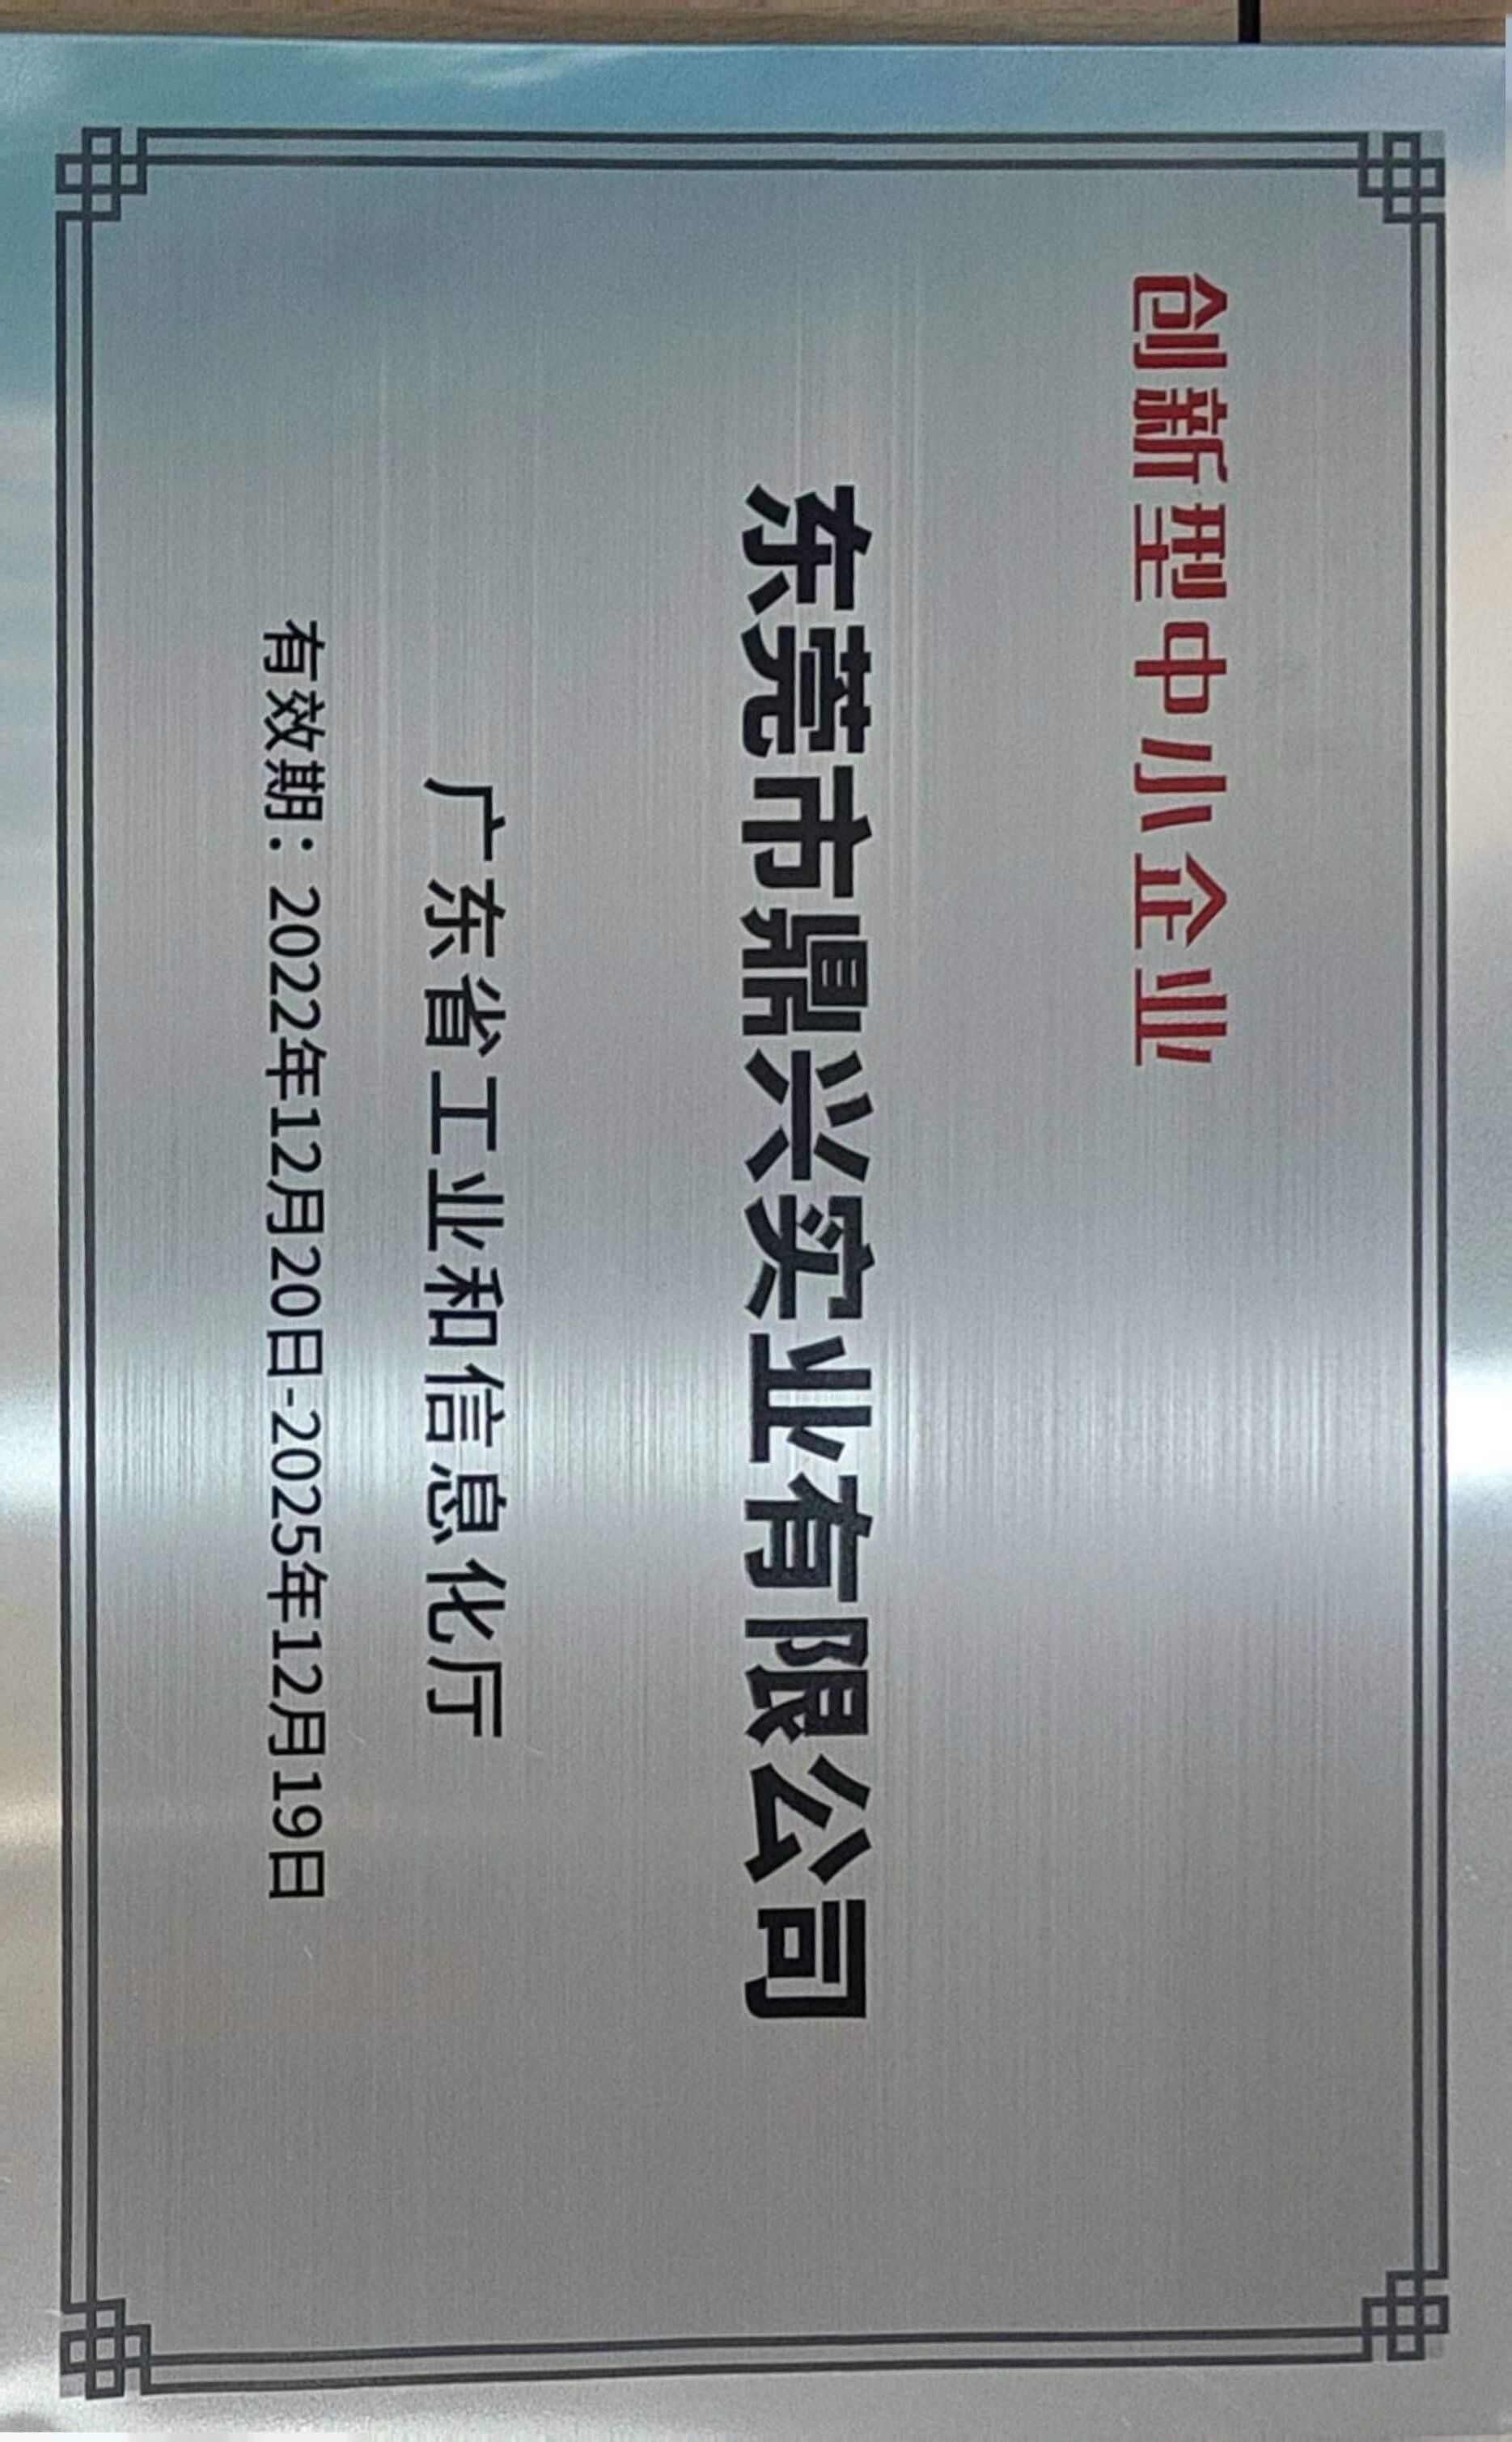 创新型中小企业
东莞市鼎兴实业有限公司
广东省工业和信息化厅
有效期：2022年12月20日-2025年12月19日